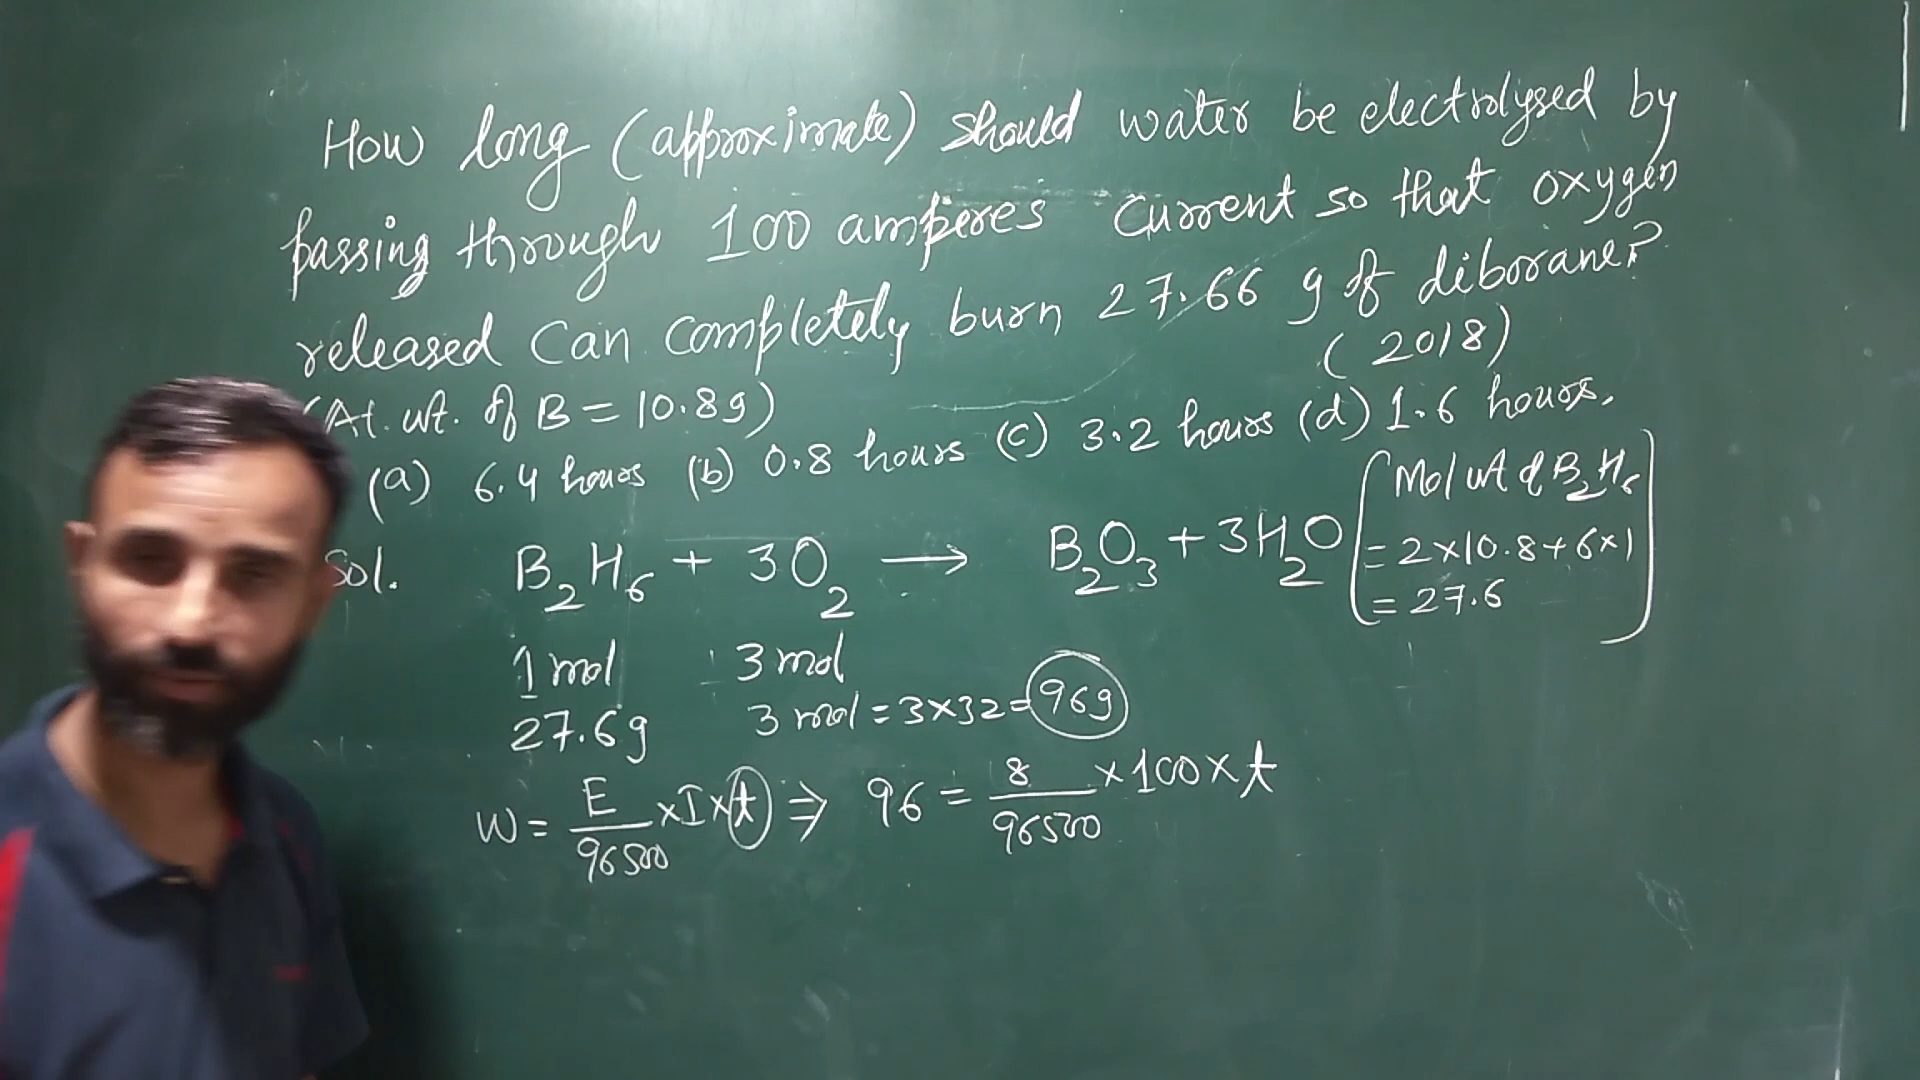 How long (approximate) should water be electrolysed by
passing through 100 amperes current so that oxygen
released can completely burn 27.66 g of diborane?
(2018)
(At. wt. of B = 10.8g)
(a) 6.4 hours (b) 0.8 hours (c) 3.2 hours (d) 1.6 hours.
Sol. B₂H₆ + 3O₂ → B₂O₃ + 3H₂O
[Mol wt of B₂H₆
= 2×10.8+6×1
= 27.6]
1 mol 3 mol
27.6g 3 mol = 3×32 = 96g
W = E/96500 × I × t ⇒ 96 = 8/96500 × 100 × t